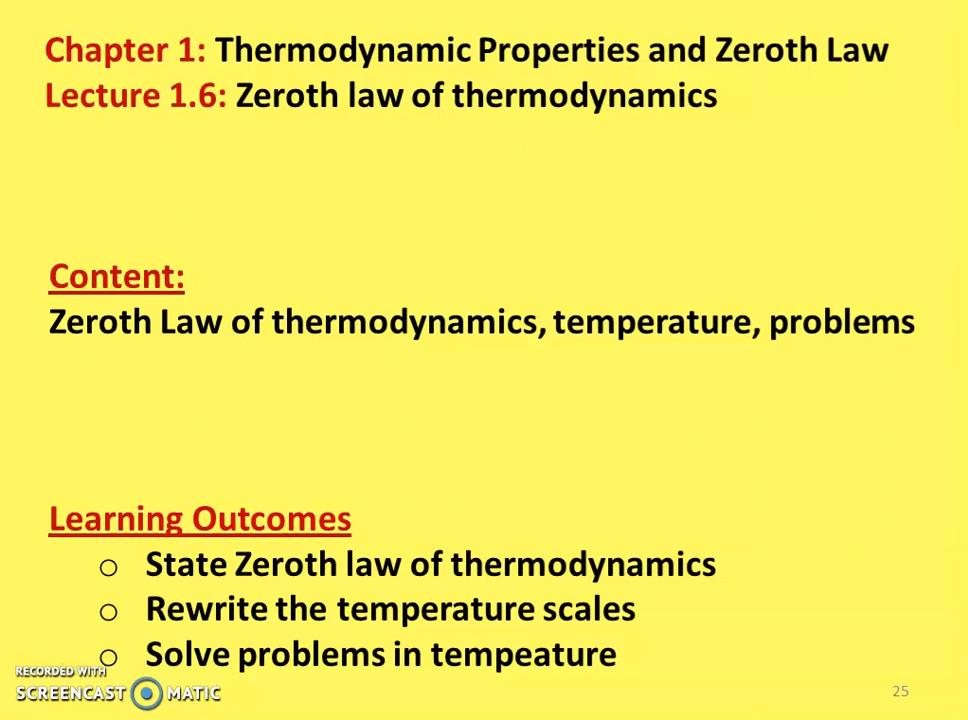 Chapter 1: Thermodynamic Properties and Zeroth Law
Lecture 1.6: Zeroth law of thermodynamics
Content:
Zeroth Law of thermodynamics, temperature, problems
Learning Outcomes
o State Zeroth law of thermodynamics
o Rewrite the temperature scales
o Solve problems in tempeature
RECORDED WITH
SCREENCAST MATIC
25